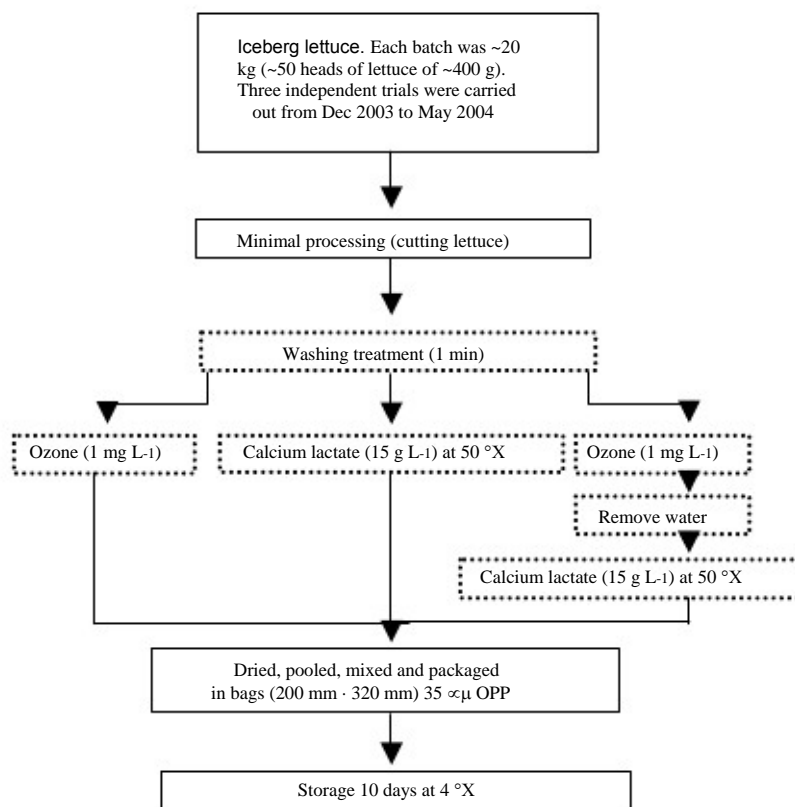 Iceberg lettuce. Each batch was ~20
kg (~50 heads of lettuce of ~400 g).
Three independent trials were carried
out from Dec 2003 to May 2004
Minimal processing (cutting lettuce)
Washing treatment (1 min)
Ozone (1 mg L-1)
Calcium lactate (15 g L-1) at 50 °X
Ozone (1 mg L-1)
Remove water
Calcium lactate (15 g L-1) at 50 °X
Dried, pooled, mixed and packaged
in bags (200 mm · 320 mm) 35 ∝μ OPP
Storage 10 days at 4 °X